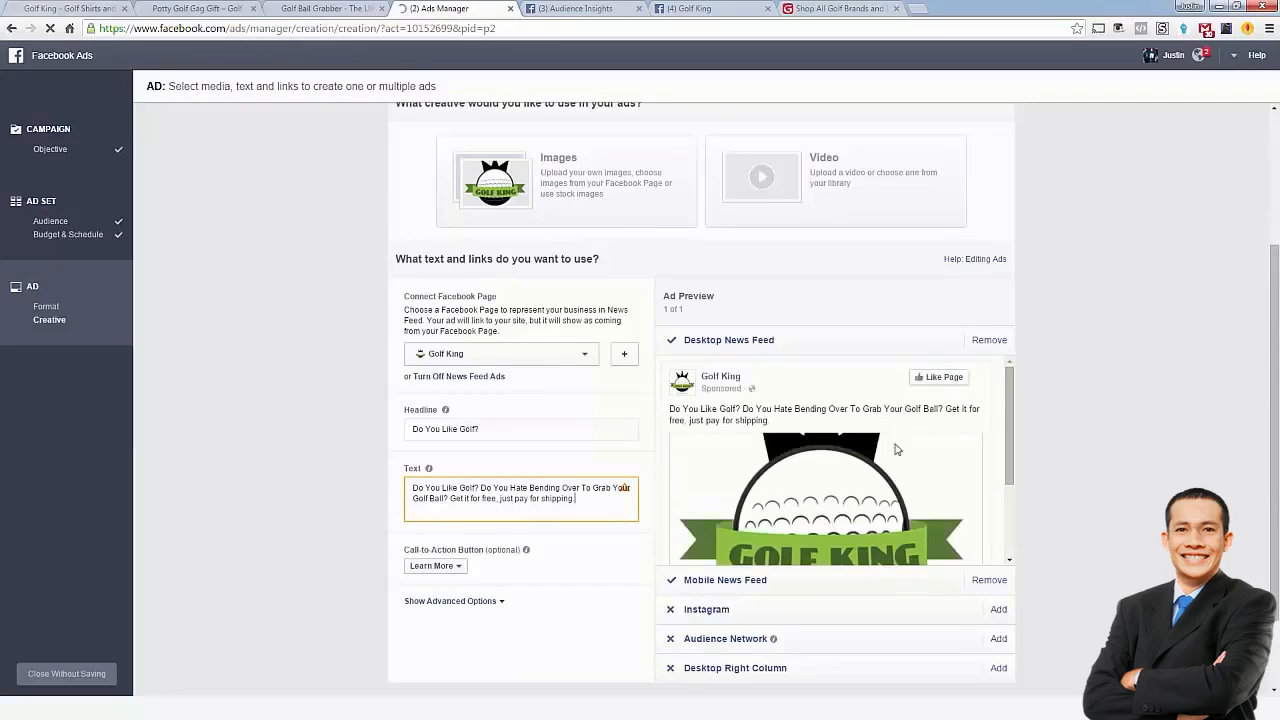 Golf King – Golf Shirts and
Potty Golf Gag Gift – Golf
Golf Ball Grabber - The Li
(2) Ads Manager
(3) Audience Insights
(4) Golf King
Shop All Golf Brands and
Justin
https://www.facebook.com/ads/manager/creation/creation/?act=10152699&pid=p2
Facebook Ads
Justin
2
Help
AD: Select media, text and links to create one or multiple ads
What creative would you like to use in your ads?
CAMPAIGN
Objective
AD SET
Audience
Budget & Schedule
AD
Format
Creative
Close Without Saving
Images
Upload your own images, choose
images from your Facebook Page or
use stock images
GOLF KING
Video
Upload a video or choose one from
your library
What text and links do you want to use?
Help: Editing Ads
Connect Facebook Page
Choose a Facebook Page to represent your business in News
Feed. Your ad will link to your site, but it will show as coming
from your Facebook Page.
Golf King
+
or Turn Off News Feed Ads
Headline
Do You Like Golf?
Text
Do You Like Golf? Do You Hate Bending Over To Grab Your
Golf Ball? Get it for free, just pay for shipping.
Call-to-Action Button (optional)
Learn More
Show Advanced Options
Ad Preview
1 of 1
Desktop News Feed
Remove
Golf King
Sponsored ·
Like Page
Do You Like Golf? Do You Hate Bending Over To Grab Your Golf Ball? Get it for
free, just pay for shipping.
GOLF KING
Mobile News Feed
Remove
Instagram
Add
Audience Network
Add
Desktop Right Column
Add